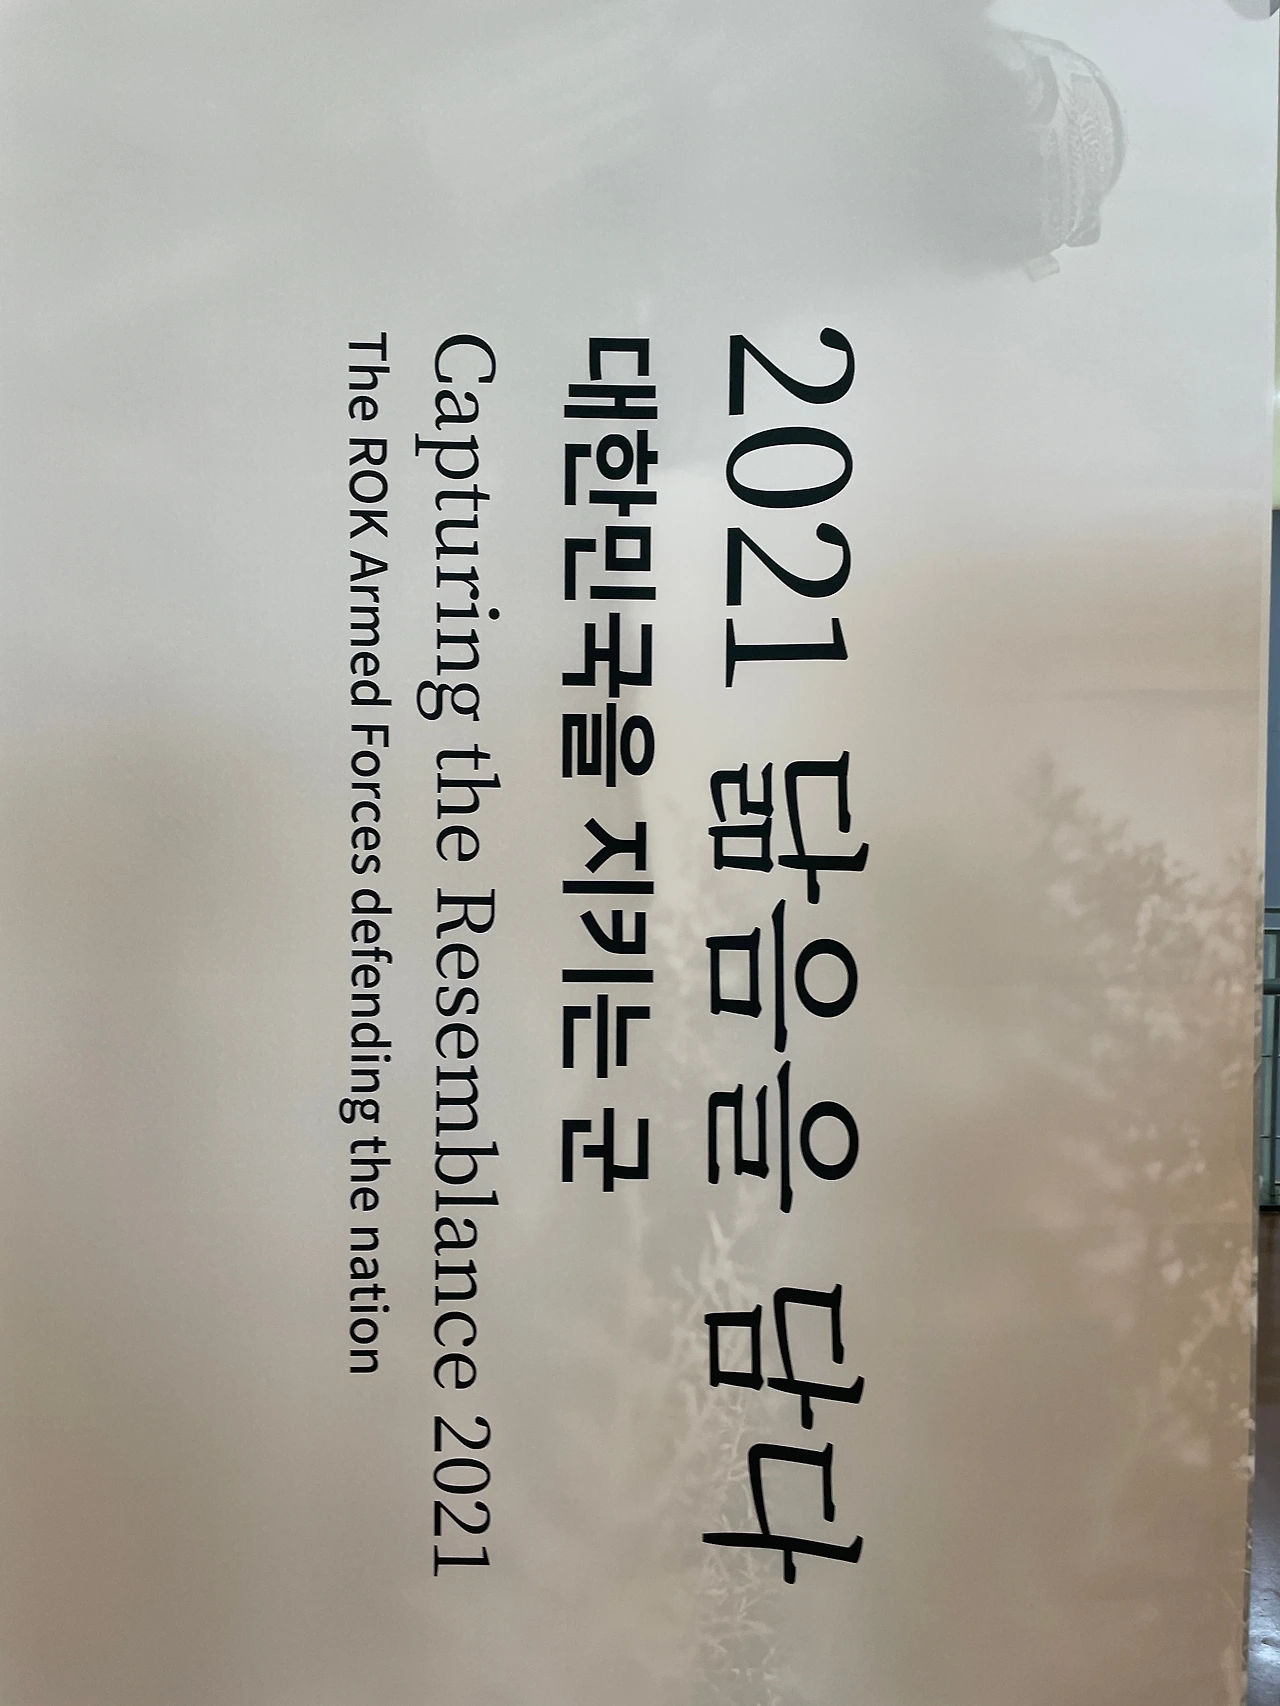 2021 닮음을 담다
대한민국을 지키는 군
Capturing the Resemblance 2021
The ROK Armed Forces defending the nation